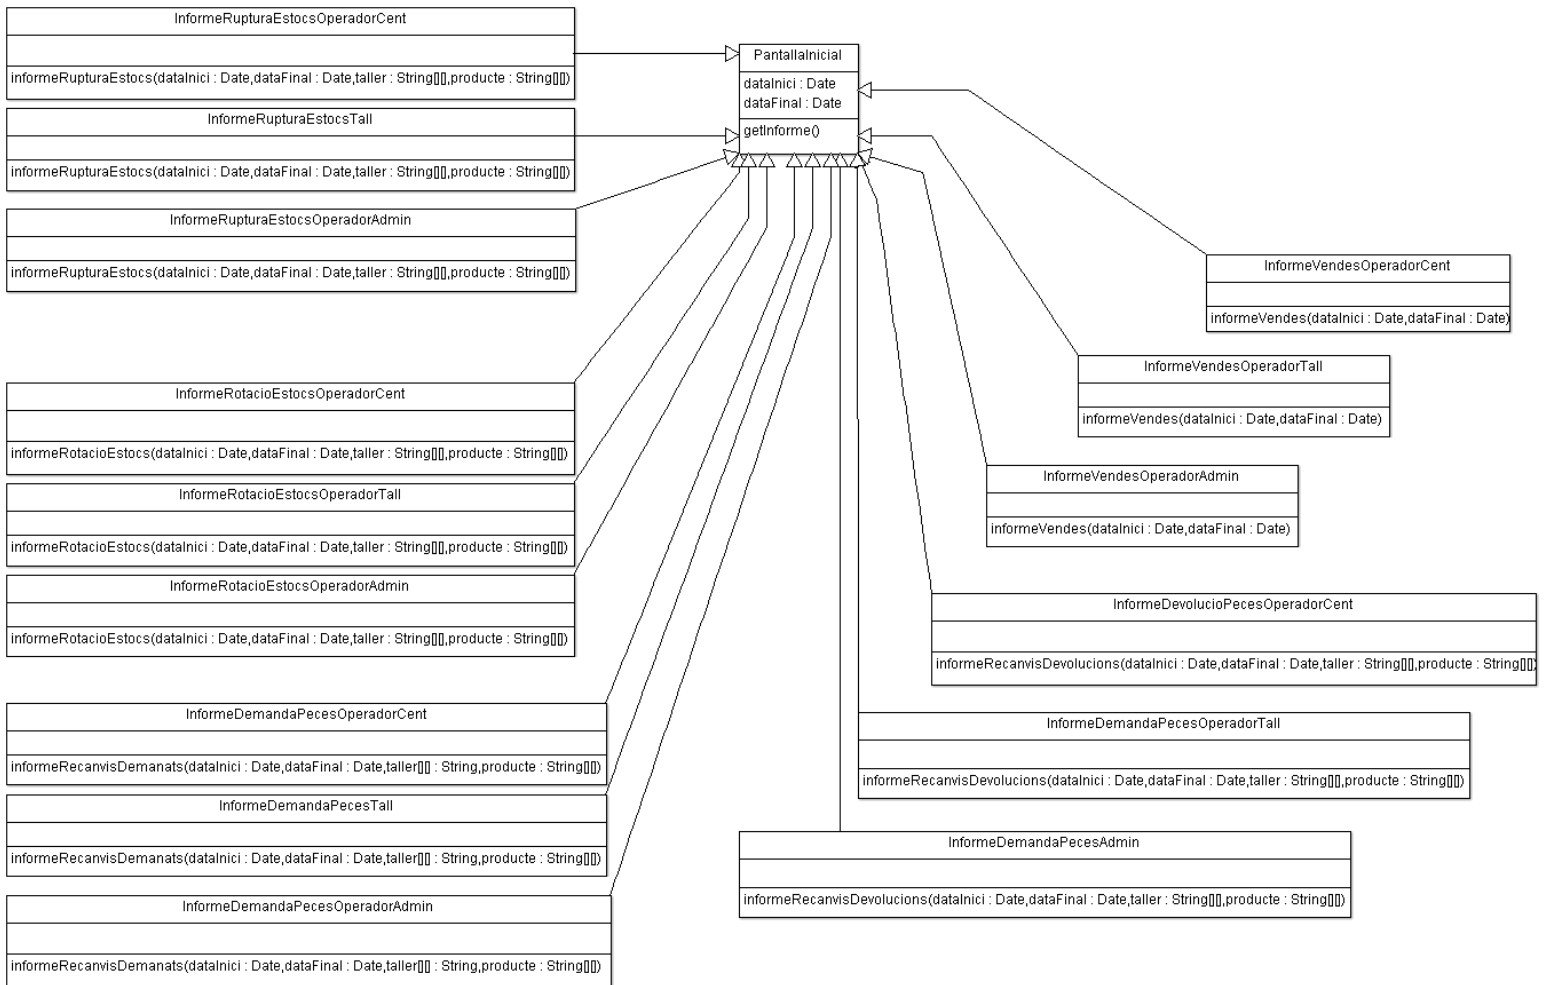 InformeRupturaEstocsOperadorCent
informeRupturaEstocs(dataInici : Date,dataFinal : Date,taller : String[][],producte : String[][])
InformeRupturaEstocsTall
informeRupturaEstocs(dataInici : Date,dataFinal : Date,taller : String[][],producte : String[][])
InformeRupturaEstocsOperadorAdmin
informeRupturaEstocs(dataInici : Date,dataFinal : Date,taller : String[][],producte : String[][])
PantallaInicial
dataInici : Date
dataFinal : Date
getInforme()
InformeVendesOperadorCent
informeVendes(dataInici : Date,dataFinal : Date)
InformeVendesOperadorTall
informeVendes(dataInici : Date,dataFinal : Date)
InformeVendesOperadorAdmin
informeVendes(dataInici : Date,dataFinal : Date)
InformeRotacioEstocsOperadorCent
informeRotacioEstocs(dataInici : Date,dataFinal : Date,taller : String[][],producte : String[][])
InformeRotacioEstocsOperadorTall
informeRotacioEstocs(dataInici : Date,dataFinal : Date,taller : String[][],producte : String[][])
InformeRotacioEstocsOperadorAdmin
informeRotacioEstocs(dataInici : Date,dataFinal : Date,taller : String[][],producte : String[][])
InformeDevolucioPecesOperadorCent
informeRecanvisDevolucions(dataInici : Date,dataFinal : Date,taller : String[][],producte : String[][])
InformeDemandaPecesOperadorTall
informeRecanvisDevolucions(dataInici : Date,dataFinal : Date,taller : String[][],producte : String[][])
InformeDemandaPecesAdmin
informeRecanvisDevolucions(dataInici : Date,dataFinal : Date,taller : String[][],producte : String[][])
InformeDemandaPecesOperadorCent
informeRecanvisDemanats(dataInici : Date,dataFinal : Date,taller[][] : String,producte : String[][])
InformeDemandaPecesTall
informeRecanvisDemanats(dataInici : Date,dataFinal : Date,taller[][] : String,producte : String[][])
InformeDemandaPecesOperadorAdmin
informeRecanvisDemanats(dataInici : Date,dataFinal : Date,taller[][] : String,producte : String[][])